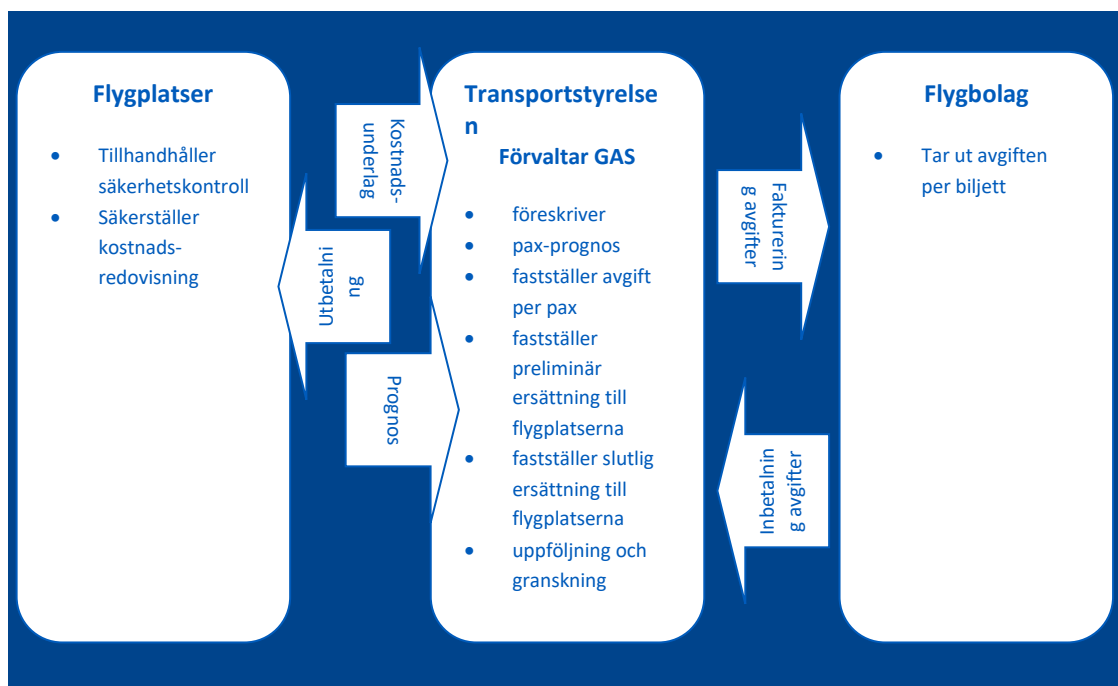 Flygplatser
• Tillhandhåller
säkerhetskontroll
• Säkerställer
kostnads-
redovisning
Kostnads-
underlag
Utbetalni
ng
Prognos
Transportstyrelse
n
Förvaltar GAS
• föreskriver
• pax-prognos
• fastställer avgift
per pax
• fastställer
preliminär
ersättning till
flygplatserna
• fastställer slutlig
ersättning till
flygplatserna
• uppföljning och
granskning
Fakturerin
g avgifter
Inbetalnin
g avgifter
Flygbolag
• Tar ut avgiften
per biljett